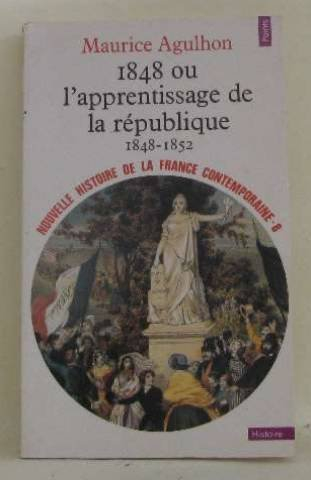 Points
Maurice Agulhon
1848 ou
l'apprentissage de
la république
1848-1852
NOUVELLE HISTOIRE DE LA FRANCE CONTEMPORAINE-8
Histoire